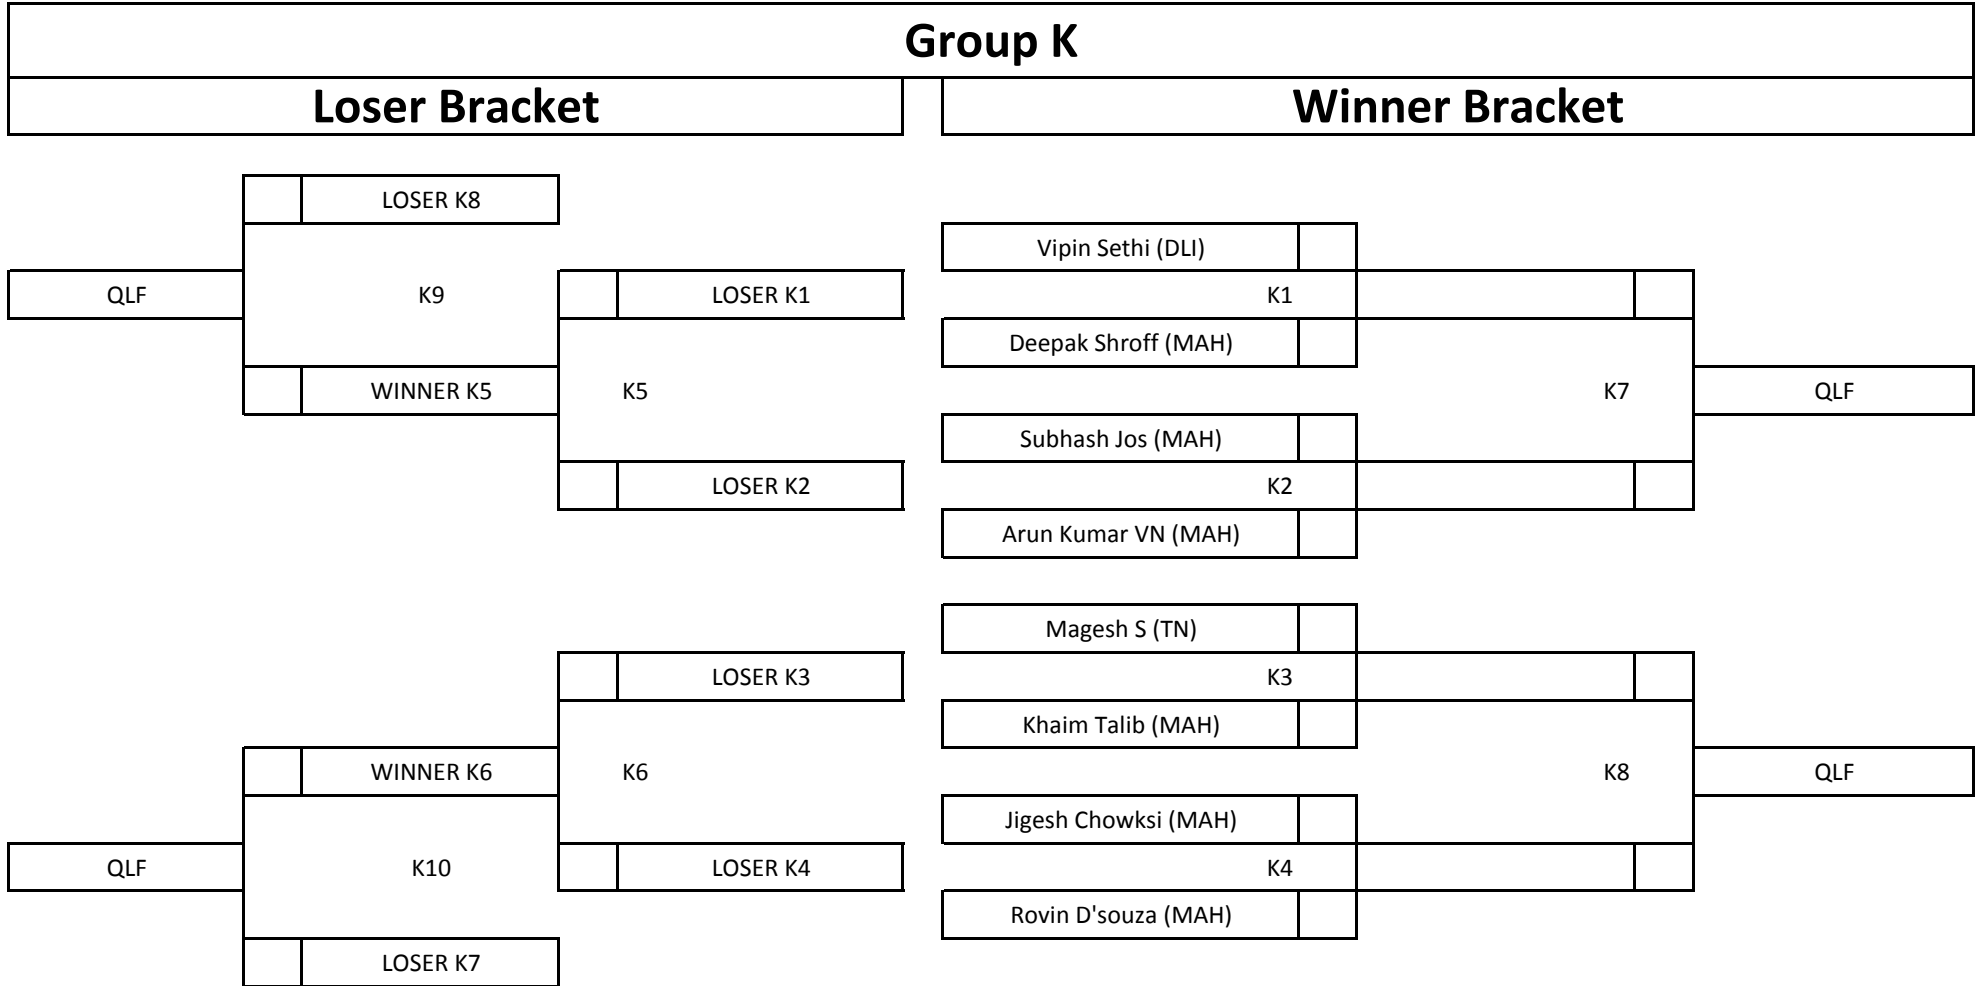 Group K
Loser Bracket
Winner Bracket
LOSER K8
QLF
K9
LOSER K1
WINNER K5
K5
LOSER K2
LOSER K3
WINNER K6
K6
QLF
K10
LOSER K4
LOSER K7
Vipin Sethi (DLI)
K1
Deepak Shroff (MAH)
K7
QLF
Subhash Jos (MAH)
K2
Arun Kumar VN (MAH)
Magesh S (TN)
K3
Khaim Talib (MAH)
K8
QLF
Jigesh Chowksi (MAH)
K4
Rovin D'souza (MAH)